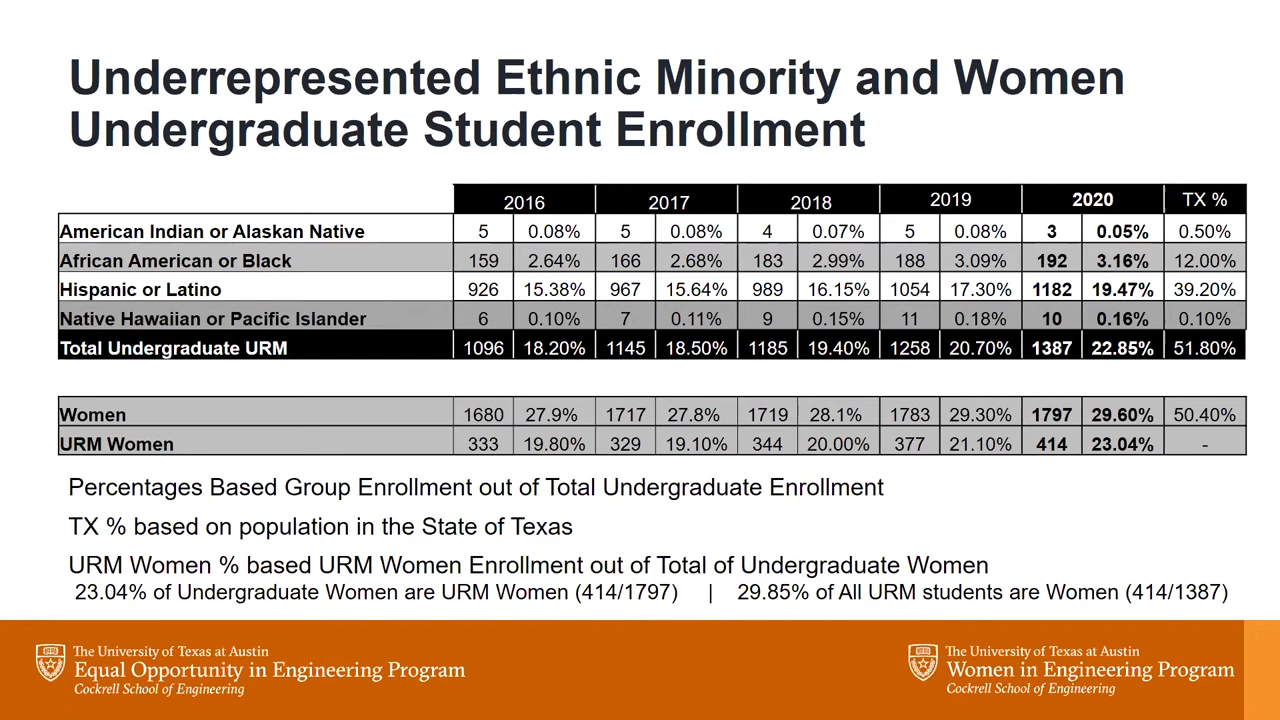 Underrepresented Ethnic Minority and Women
Undergraduate Student Enrollment
2016 2017 2018 2019 2020 TX %
American Indian or Alaskan Native 5 0.08% 5 0.08% 4 0.07% 5 0.08% 3 0.05% 0.50%
African American or Black 159 2.64% 166 2.68% 183 2.99% 188 3.09% 192 3.16% 12.00%
Hispanic or Latino 926 15.38% 967 15.64% 989 16.15% 1054 17.30% 1182 19.47% 39.20%
Native Hawaiian or Pacific Islander 6 0.10% 7 0.11% 9 0.15% 11 0.18% 10 0.16% 0.10%
Total Undergraduate URM 1096 18.20% 1145 18.50% 1185 19.40% 1258 20.70% 1387 22.85% 51.80%
Women 1680 27.9% 1717 27.8% 1719 28.1% 1783 29.30% 1797 29.60% 50.40%
URM Women 333 19.80% 329 19.10% 344 20.00% 377 21.10% 414 23.04% -
Percentages Based Group Enrollment out of Total Undergraduate Enrollment
TX % based on population in the State of Texas
URM Women % based URM Women Enrollment out of Total of Undergraduate Women
23.04% of Undergraduate Women are URM Women (414/1797) | 29.85% of All URM students are Women (414/1387)
The University of Texas at Austin
Equal Opportunity in Engineering Program
Cockrell School of Engineering
The University of Texas at Austin
Women in Engineering Program
Cockrell School of Engineering